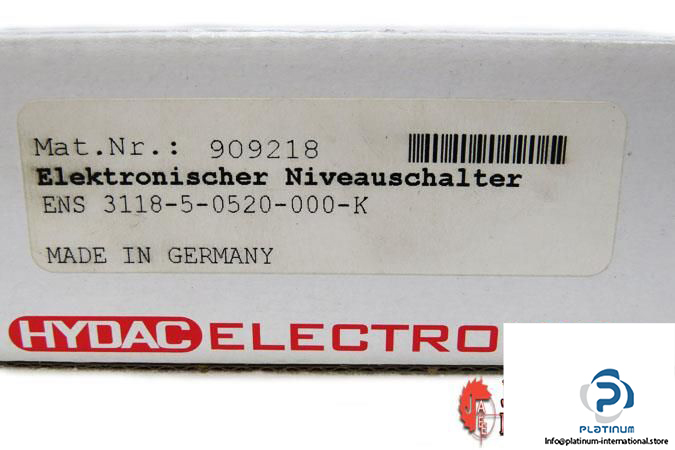 Mat.Nr.: 909218
Elektronischer Niveauschalter
ENS 3118-5-0520-000-K
MADE IN GERMANY
HYDAC ELECTRO
PLATINUM
Info@platinum-international.store